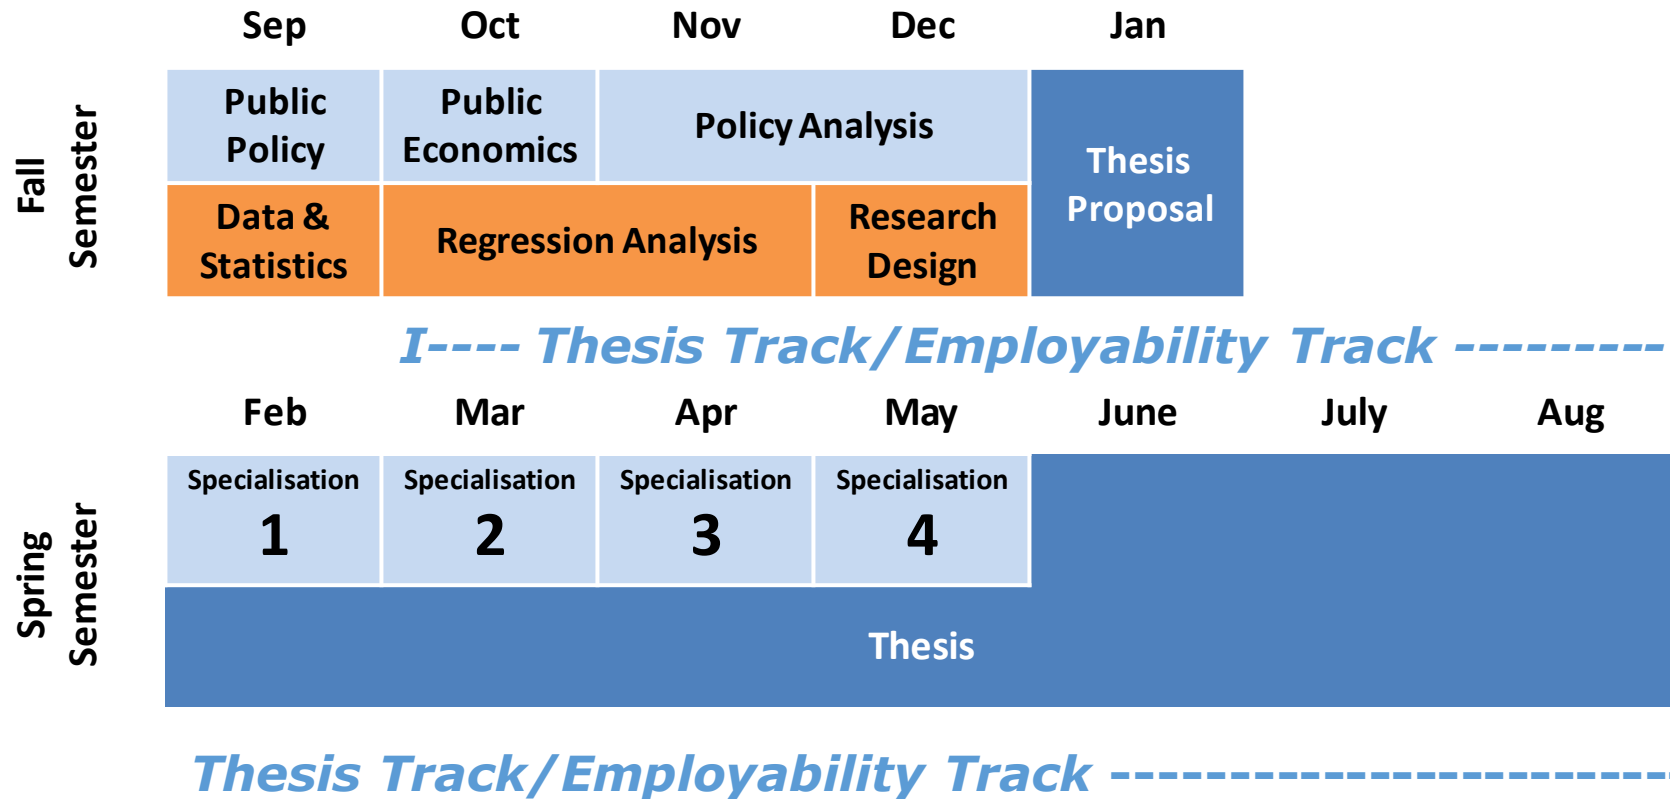 Sep Oct Nov Dec Jan
Fall
Semester
Public
Policy
Public
Economics
Policy Analysis
Thesis
Proposal
Data &
Statistics
Regression Analysis
Research
Design
I---- Thesis Track/Employability Track ---------
Feb Mar Apr May June July Aug
Spring
Semester
Specialisation
1
Specialisation
2
Specialisation
3
Specialisation
4
Thesis
Thesis Track/Employability Track -------------------------